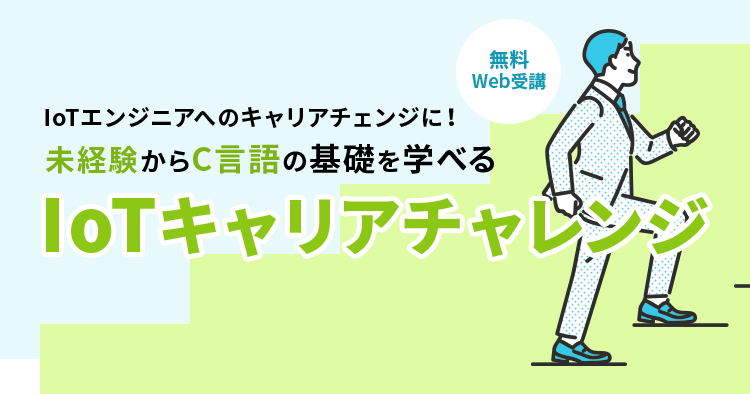 無料
Web受講
IoTエンジニアへのキャリアチェンジに！
未経験からC言語の基礎を学べる
IoTキャリアチャレンジ